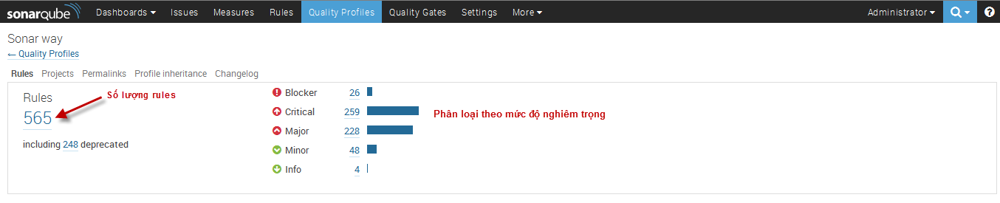 sonarqube Dashboards Issues Measures Rules Quality Profiles Quality Gates Settings More Administrator ?
Sonar way
← Quality Profiles
Rules Projects Permalinks Profile inheritance Changelog
Rules
Số lượng rules
565
including 248 deprecated
Blocker 26
Critical 259
Major 228
Minor 48
Info 4
Phân loại theo mức độ nghiêm trọng